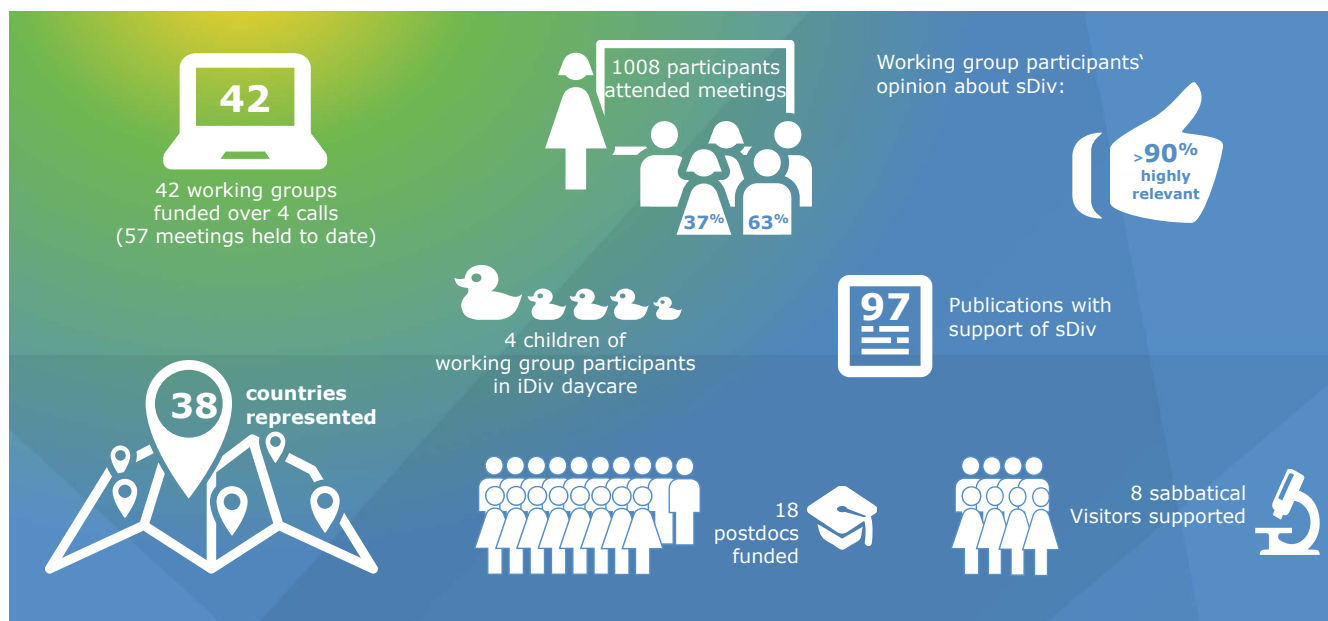 42
42 working groups
funded over 4 calls
(57 meetings held to date)
1008 participants
attended meetings
37%
63%
Working group participants‘
opinion about sDiv:
>90%
highly
relevant
4 children of
working group participants
in iDiv daycare
97
Publications with
support of sDiv
38
countries
represented
18
postdocs
funded
8 sabbatical
Visitors supported